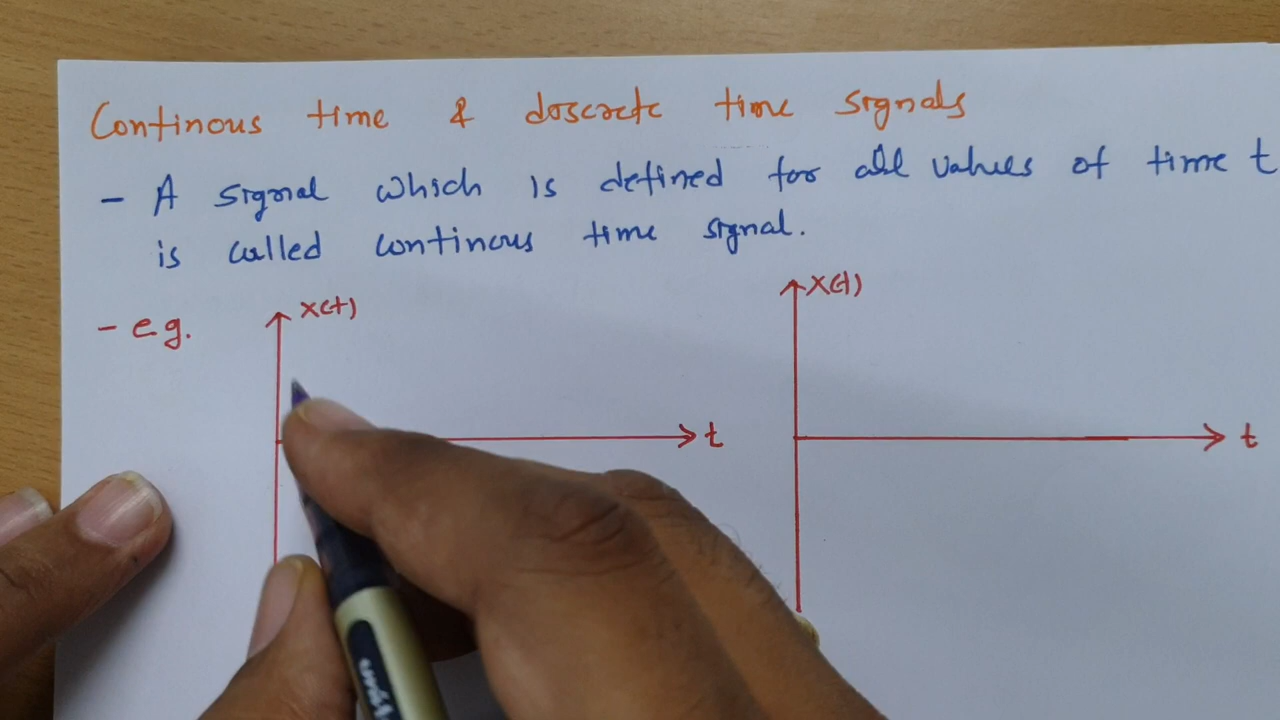 Continous time & discrete time signals
- A signal which is defined for all values of time t
is called continous time signal.
- e.g.
x(t)
t
x(t)
t